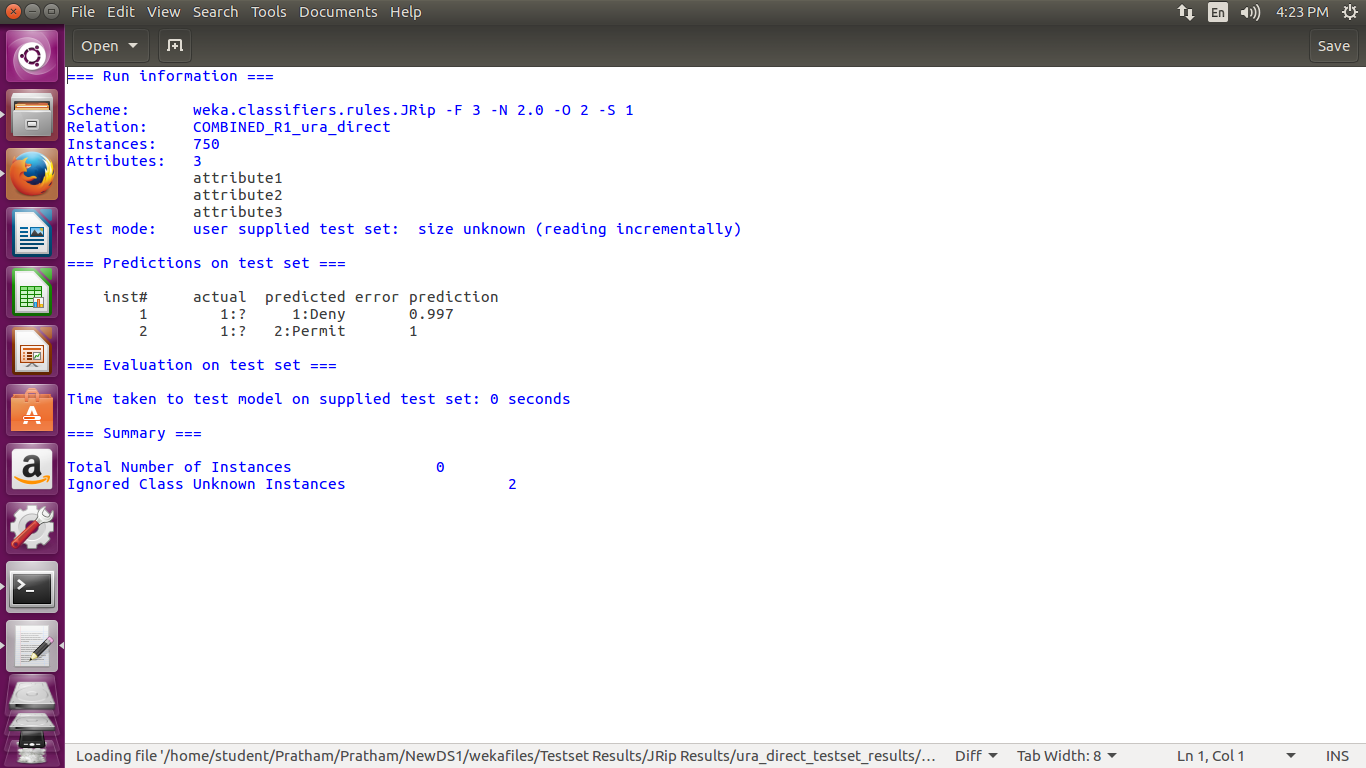 File Edit View Search Tools Documents Help
En 4:23 PM
Open Save
=== Run information ===
Scheme: weka.classifiers.rules.JRip -F 3 -N 2.0 -O 2 -S 1
Relation: COMBINED_R1_ura_direct
Instances: 750
Attributes: 3
attribute1
attribute2
attribute3
Test mode: user supplied test set: size unknown (reading incrementally)
=== Predictions on test set ===
inst# actual predicted error prediction
1 1:? 1:Deny 0.997
2 1:? 2:Permit 1
=== Evaluation on test set ===
Time taken to test model on supplied test set: 0 seconds
=== Summary ===
Total Number of Instances 0
Ignored Class Unknown Instances 2
Loading file '/home/student/Pratham/Pratham/NewDS1/wekafiles/Testset Results/JRip Results/ura_direct_testset_results/… Diff Tab Width: 8 Ln 1, Col 1 INS